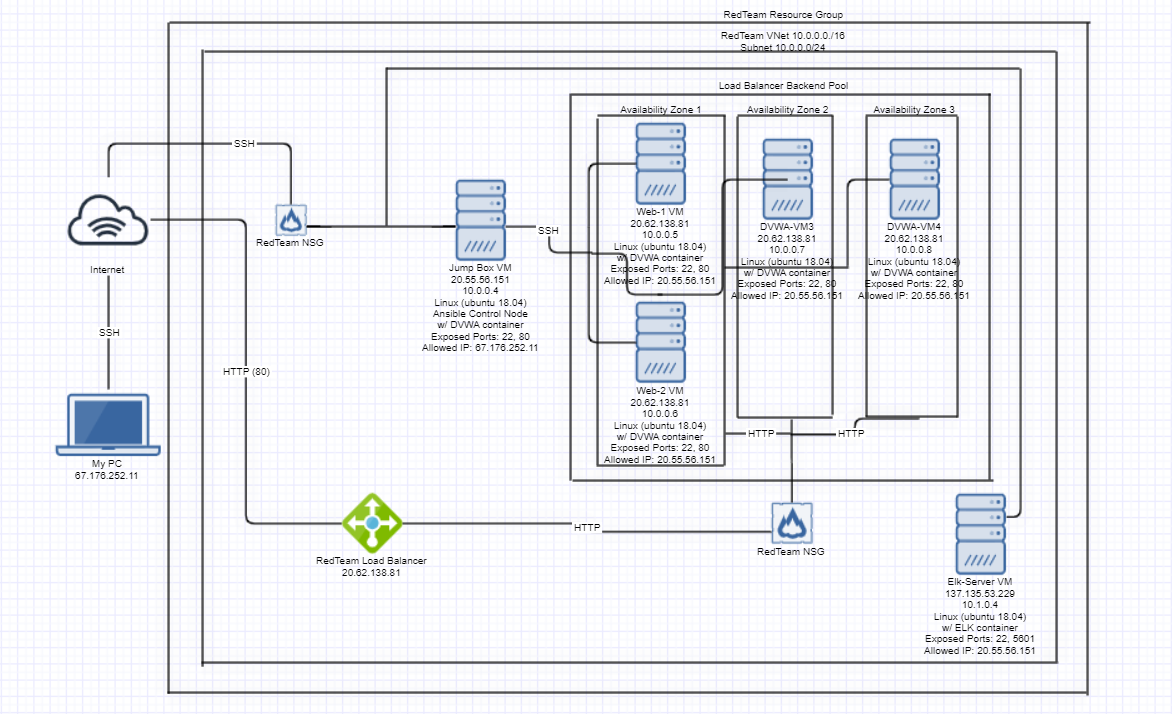 RedTeam Resource Group
RedTeam VNet 10.0.0.0./16
Subnet 10.0.0.0/24
Load Balancer Backend Pool
Availability Zone 1
Availability Zone 2
Availability Zone 3
SSH
RedTeam NSG
Internet
SSH
My PC
67.176.252.11
HTTP (80)
Jump Box VM
20.55.56.151
10.0.0.4
Linux (ubuntu 18.04)
Ansible Control Node
w/ DVWA container
Exposed Ports: 22, 80
Allowed IP: 67.176.252.11
SSH
Web-1 VM
20.62.138.81
10.0.0.5
Linux (ubuntu 18.04)
w/ DVWA container
Exposed Ports: 22, 80
Allowed IP: 20.55.56.151
DVWA-VM3
20.62.138.81
10.0.0.7
Linux (ubuntu 18.04)
w/ DVWA container
Exposed Ports: 22, 80
Allowed IP: 20.55.56.151
DVWA-VM4
20.62.138.81
10.0.0.8
Linux (ubuntu 18.04)
w/ DVWA container
Exposed Ports: 22, 80
Allowed IP: 20.55.56.151
Web-2 VM
20.62.138.81
10.0.0.6
Linux (ubuntu 18.04)
w/ DVWA container
Exposed Ports: 22, 80
Allowed IP: 20.55.56.151
HTTP
HTTP
RedTeam Load Balancer
20.62.138.81
HTTP
RedTeam NSG
Elk-Server VM
137.135.53.229
10.1.0.4
Linux (ubuntu 18.04)
w/ ELK container
Exposed Ports: 22, 5601
Allowed IP: 20.55.56.151